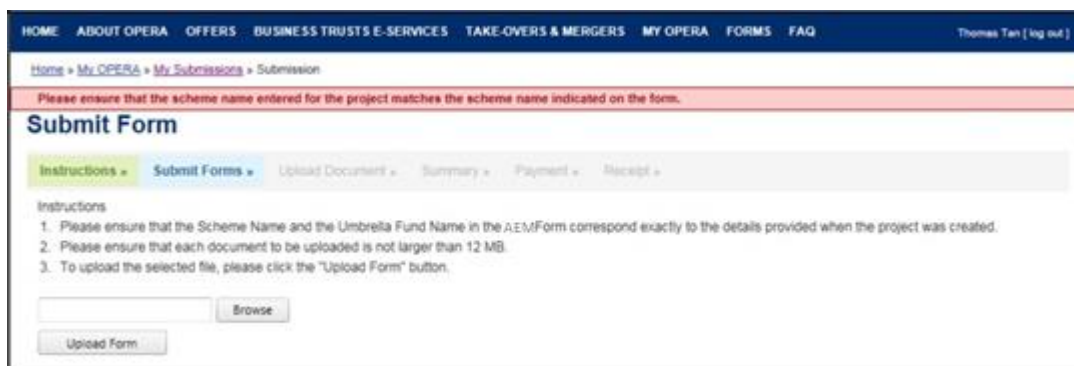 HOME ABOUT OPERA OFFERS BUSINESS TRUSTS E-SERVICES TAKE-OVERS & MERGERS MY OPERA FORMS FAQ Thomas Tan [ log out ]
Home » My OPERA » My Submissions » Submission
Please ensure that the scheme name entered for the project matches the scheme name indicated on the form.
Submit Form
Instructions » Submit Forms » Upload Document » Summary » Payment » Receipt »
Instructions
1. Please ensure that the Scheme Name and the Umbrella Fund Name in the AEMForm correspond exactly to the details provided when the project was created.
2. Please ensure that each document to be uploaded is not larger than 12 MB.
3. To upload the selected file, please click the "Upload Form" button.
Browse
Upload Form